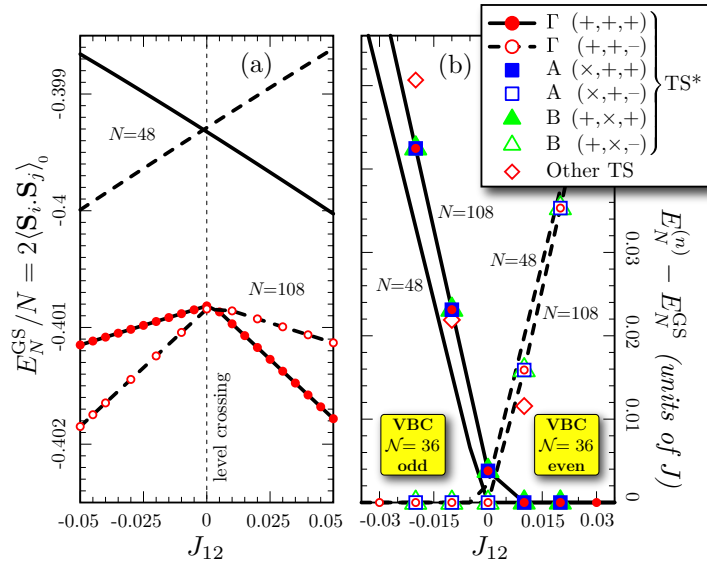 (a)
(b)
Γ (+,+,+)
Γ (+,+,–)
A (×,+,+)
A (×,+,–)
B (+,×,+)
B (+,×,–)
Other TS
TS*
-0.399
-0.4
-0.401
-0.402
E_N^GS/N = 2⟨S_i.S_j⟩_0
N=48
N=108
level crossing
-0.05
-0.025
0
0.025
0.05
J_12
N=108
N=48
N=48
N=108
VBC
N= 36
odd
VBC
N= 36
even
-0.03
-0.015
0
0.015
0.03
J_12
0.03
0.02
0.01
0
E_N^(n) – E_N^GS (units of J)